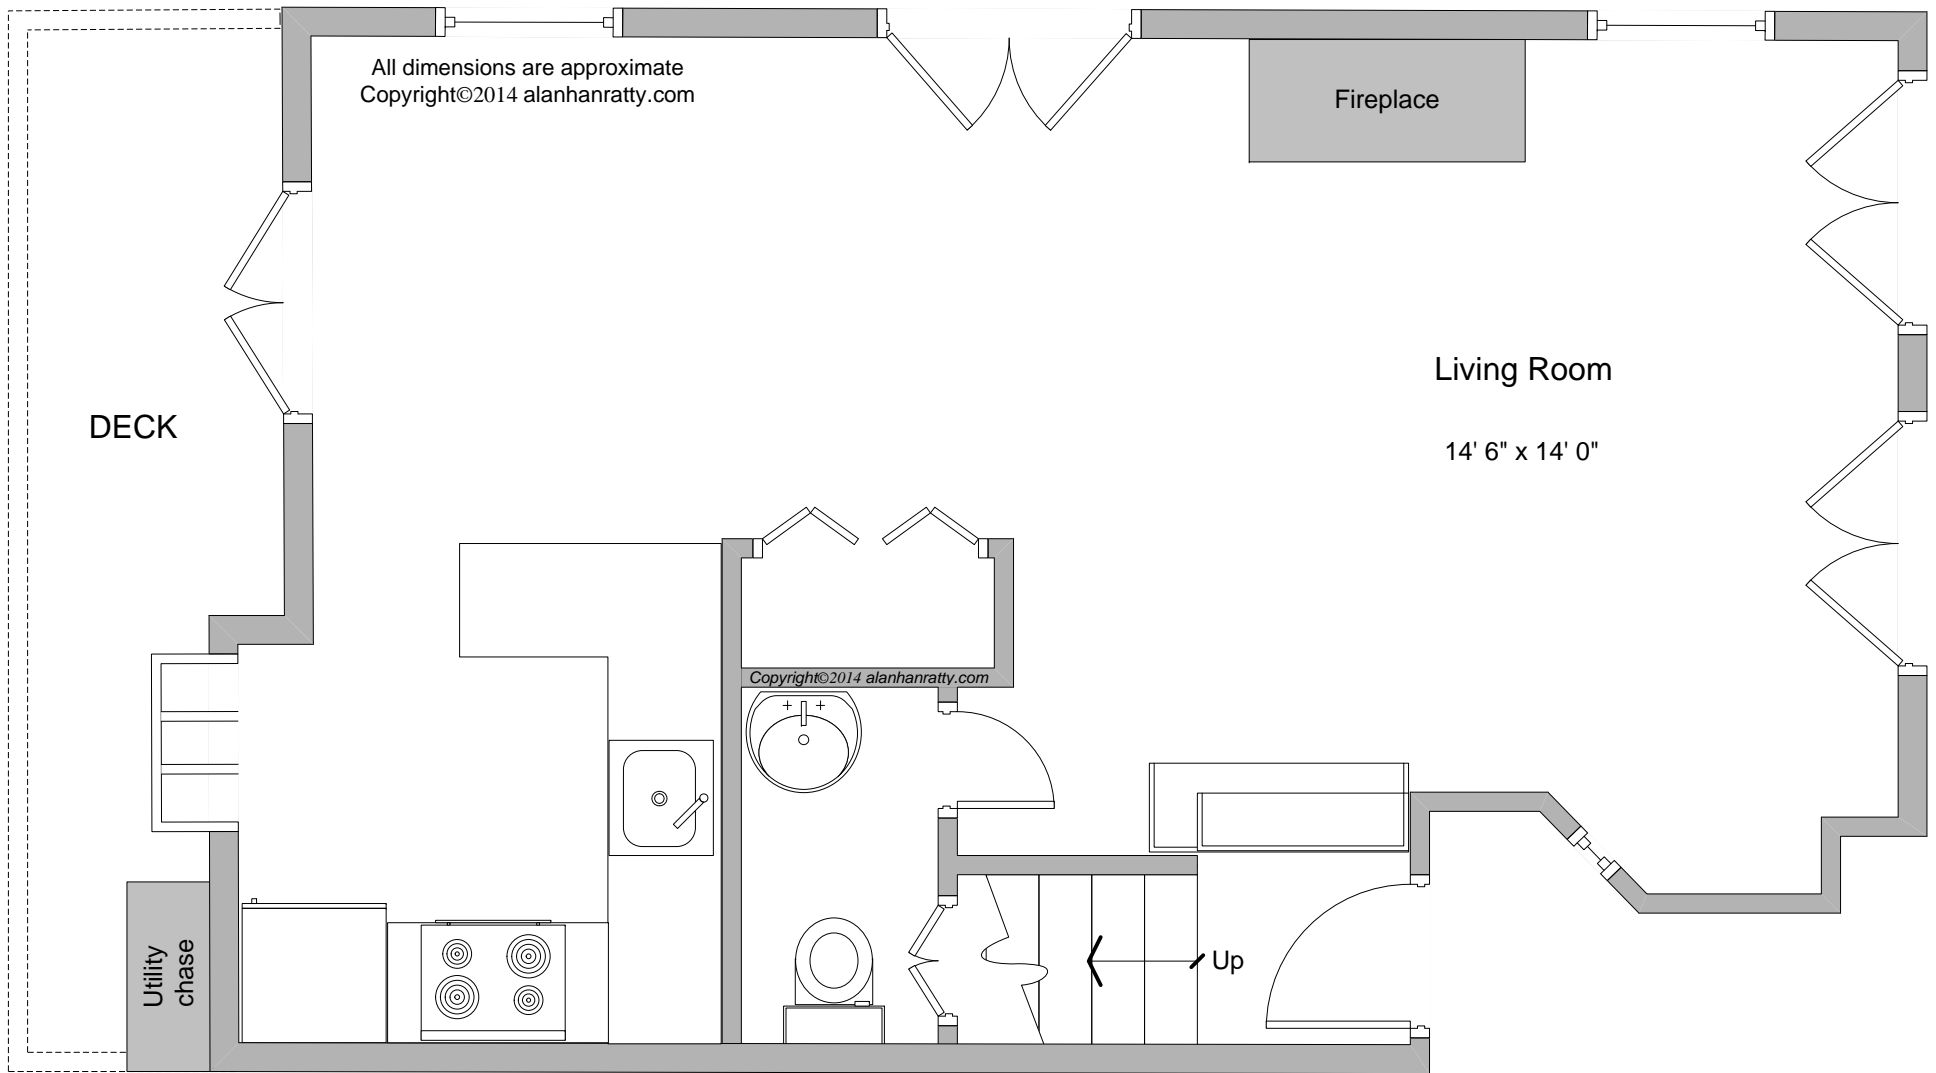 All dimensions are approximate
Copyright©2014 alanhanratty.com
Fireplace
Living Room
14' 6" x 14' 0"
DECK
Copyright©2014 alanhanratty.com
Utility
chase
Up